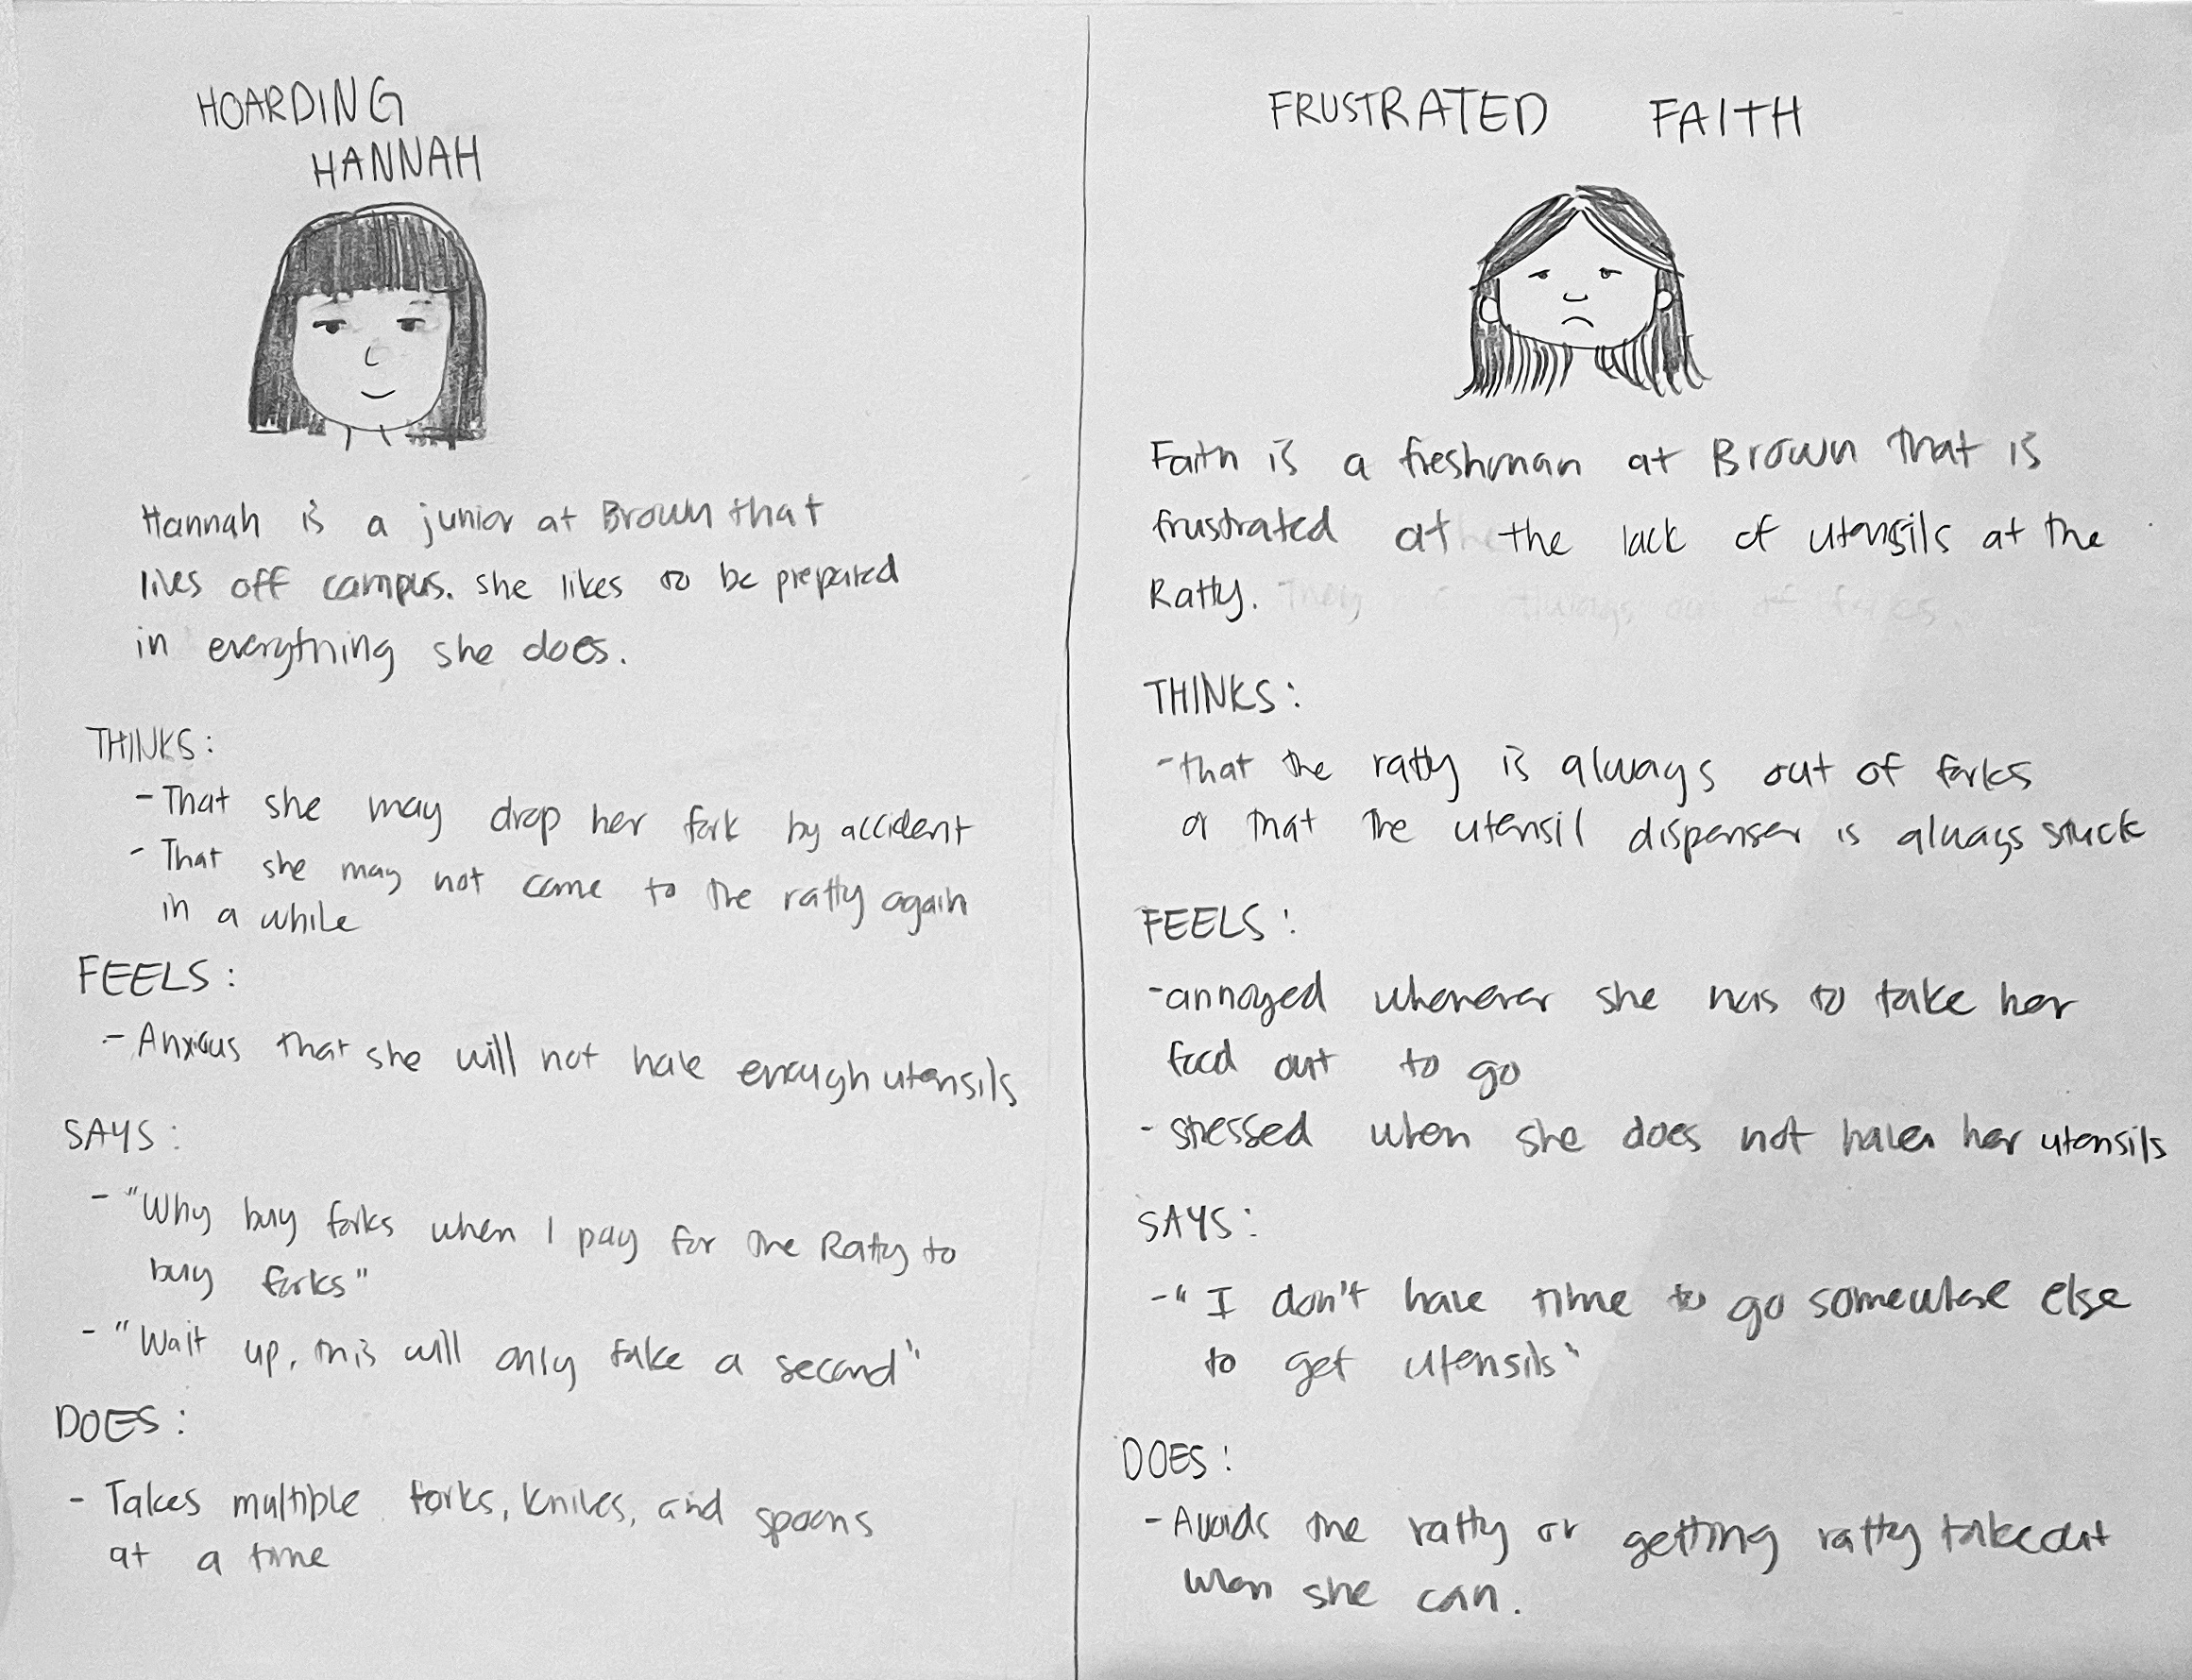 HOARDING
HANNAH
Hannah is a junior at Brown that
lives off campus. she likes to be prepared
in everything she does.
THINKS:
- That she may drop her fork by accident
- That she may not come to the ratty again
in a while
FEELS:
- Anxious that she will not have enough utensils
SAYS:
- "Why buy forks when I pay for the Ratty to
buy forks"
- "Wait up, this will only take a second"
DOES:
- Takes multiple forks, knives, and spoons
at a time
FRUSTRATED FAITH
Faith is a freshman at Brown that is
frustrated at the lack of utensils at the
Ratty. They always out of forks
THINKS:
- that the ratty is always out of forks
or that the utensil dispenser is always stuck
FEELS:
- annoyed whenever she has to take her
food out to go
- stressed when she does not have her utensils
SAYS:
- "I don't have time to go somewhere else
to get utensils"
DOES:
- Avoids the ratty or getting ratty takeout
when she can.